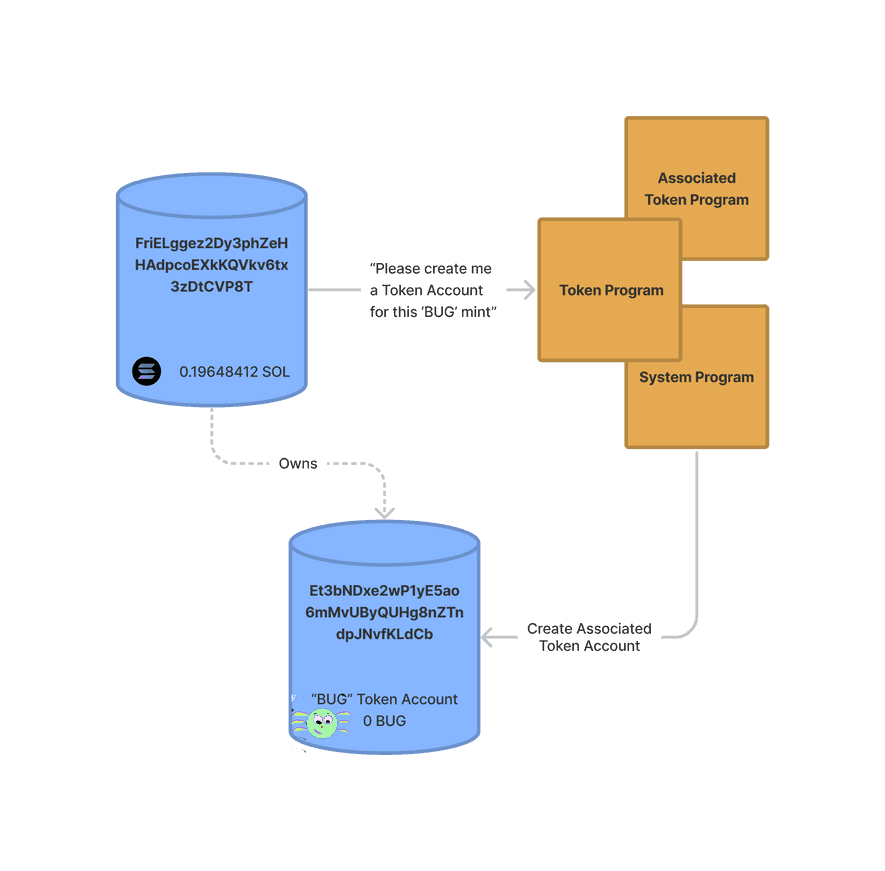 Associated
Token Program
FriELggez2Dy3phZeH
HAdpcoEXkKQVkv6tx
3zDtCVP8T
“Please create me
a Token Account
for this ‘BUG’ mint”
Token Program
0.19648412 SOL
System Program
Owns
Et3bNDxe2wP1yE5ao
6mMvUByQUHg8nZTn
dpJNvfKLdCb
Create Associated
Token Account
“BUG” Token Account
0 BUG